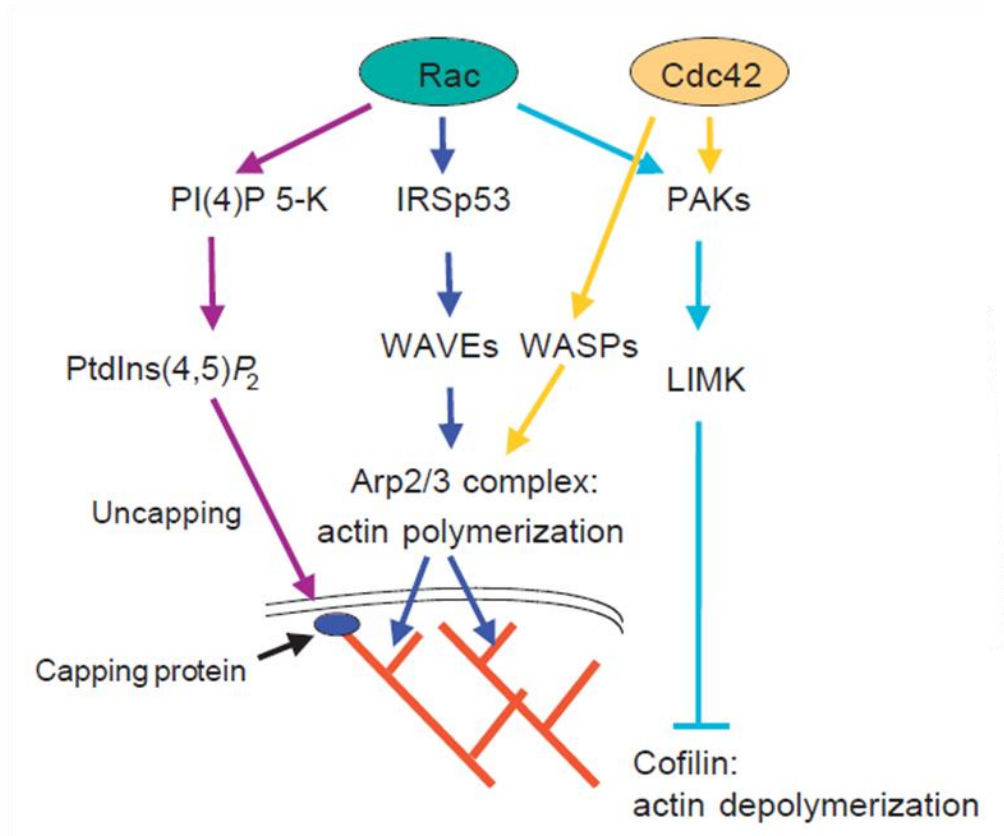 Rac
Cdc42
PI(4)P 5-K
IRSp53
PAKs
PtdIns(4,5)P2
WAVEs
WASPs
LIMK
Arp2/3 complex:
actin polymerization
Uncapping
Capping protein
Cofilin:
actin depolymerization